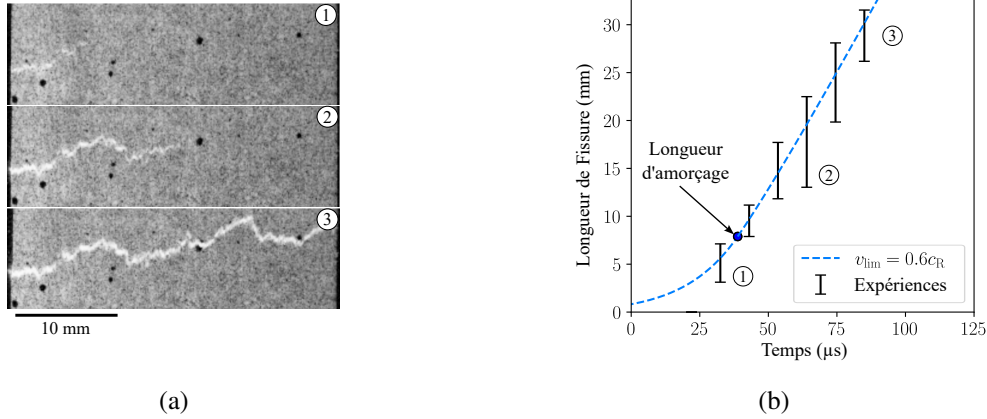 ①
②
③
10 mm
(a)
Longueur de Fissure (mm)
30
25
20
15
10
5
0
Longueur
d'amorçage
①
②
③
v_lim = 0.6c_R
Expériences
0
25
50
75
100
125
Temps (µs)
(b)